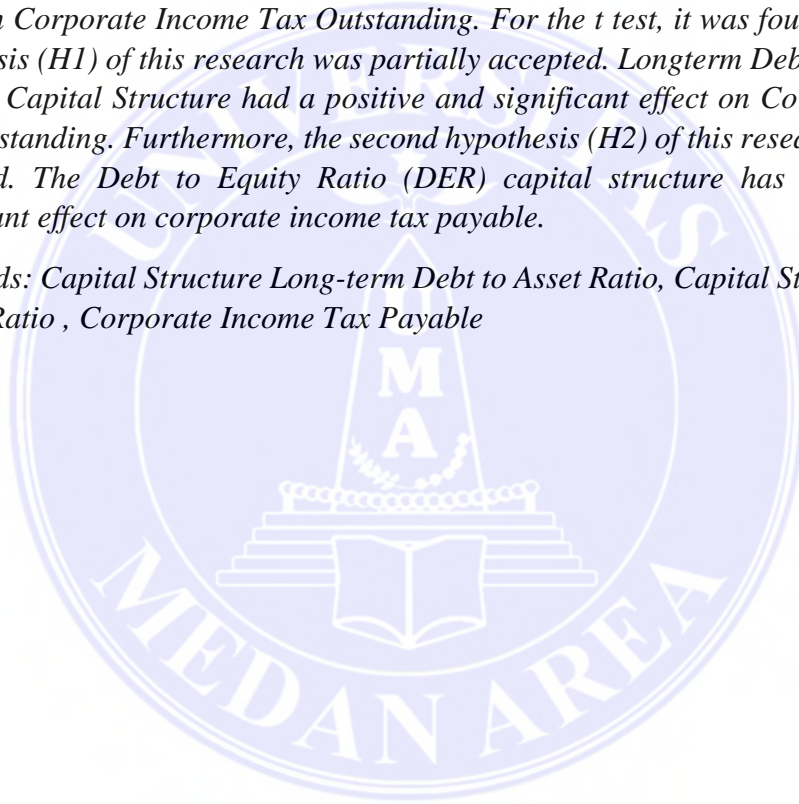 n Corporate Income Tax Outstanding. For the t test, it was fou
sis (H1) of this research was partially accepted. Longterm Deb
Capital Structure had a positive and significant effect on Co
standing. Furthermore, the second hypothesis (H2) of this resea
d. The Debt to Equity Ratio (DER) capital structure has
ant effect on corporate income tax payable.
ds: Capital Structure Long-term Debt to Asset Ratio, Capital St
Ratio , Corporate Income Tax Payable
UNIVERSITAS
U
M
A
MEDAN AREA